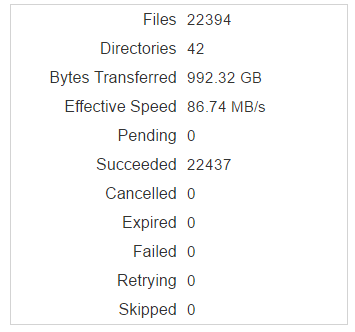 Files 22394
Directories 42
Bytes Transferred 992.32 GB
Effective Speed 86.74 MB/s
Pending 0
Succeeded 22437
Cancelled 0
Expired 0
Failed 0
Retrying 0
Skipped 0